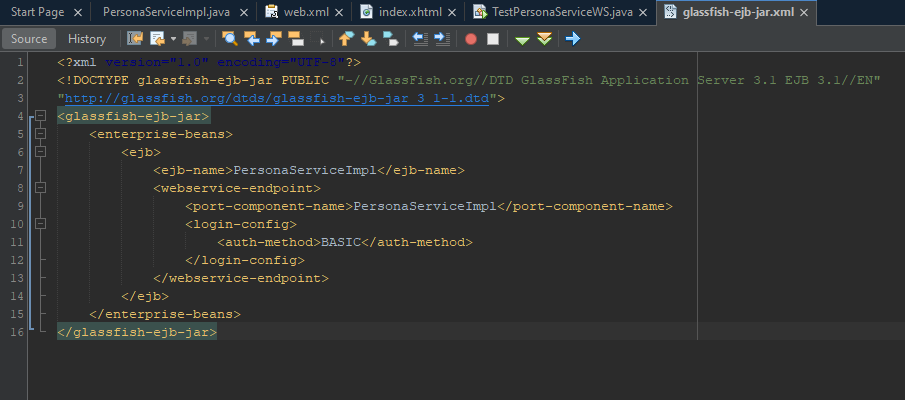 Start Page PersonaServiceImpl.java web.xml index.xhtml TestPersonaServiceWS.java glassfish-ejb-jar.xml
Source History
1 <?xml version="1.0" encoding="UTF-8"?>
2 <!DOCTYPE glassfish-ejb-jar PUBLIC "-//GlassFish.org//DTD GlassFish Application Server 3.1 EJB 3.1//EN"
3 "http://glassfish.org/dtds/glassfish-ejb-jar_3_1-1.dtd">
4 <glassfish-ejb-jar>
5 <enterprise-beans>
6 <ejb>
7 <ejb-name>PersonaServiceImpl</ejb-name>
8 <webservice-endpoint>
9 <port-component-name>PersonaServiceImpl</port-component-name>
10 <login-config>
11 <auth-method>BASIC</auth-method>
12 </login-config>
13 </webservice-endpoint>
14 </ejb>
15 </enterprise-beans>
16 </glassfish-ejb-jar>